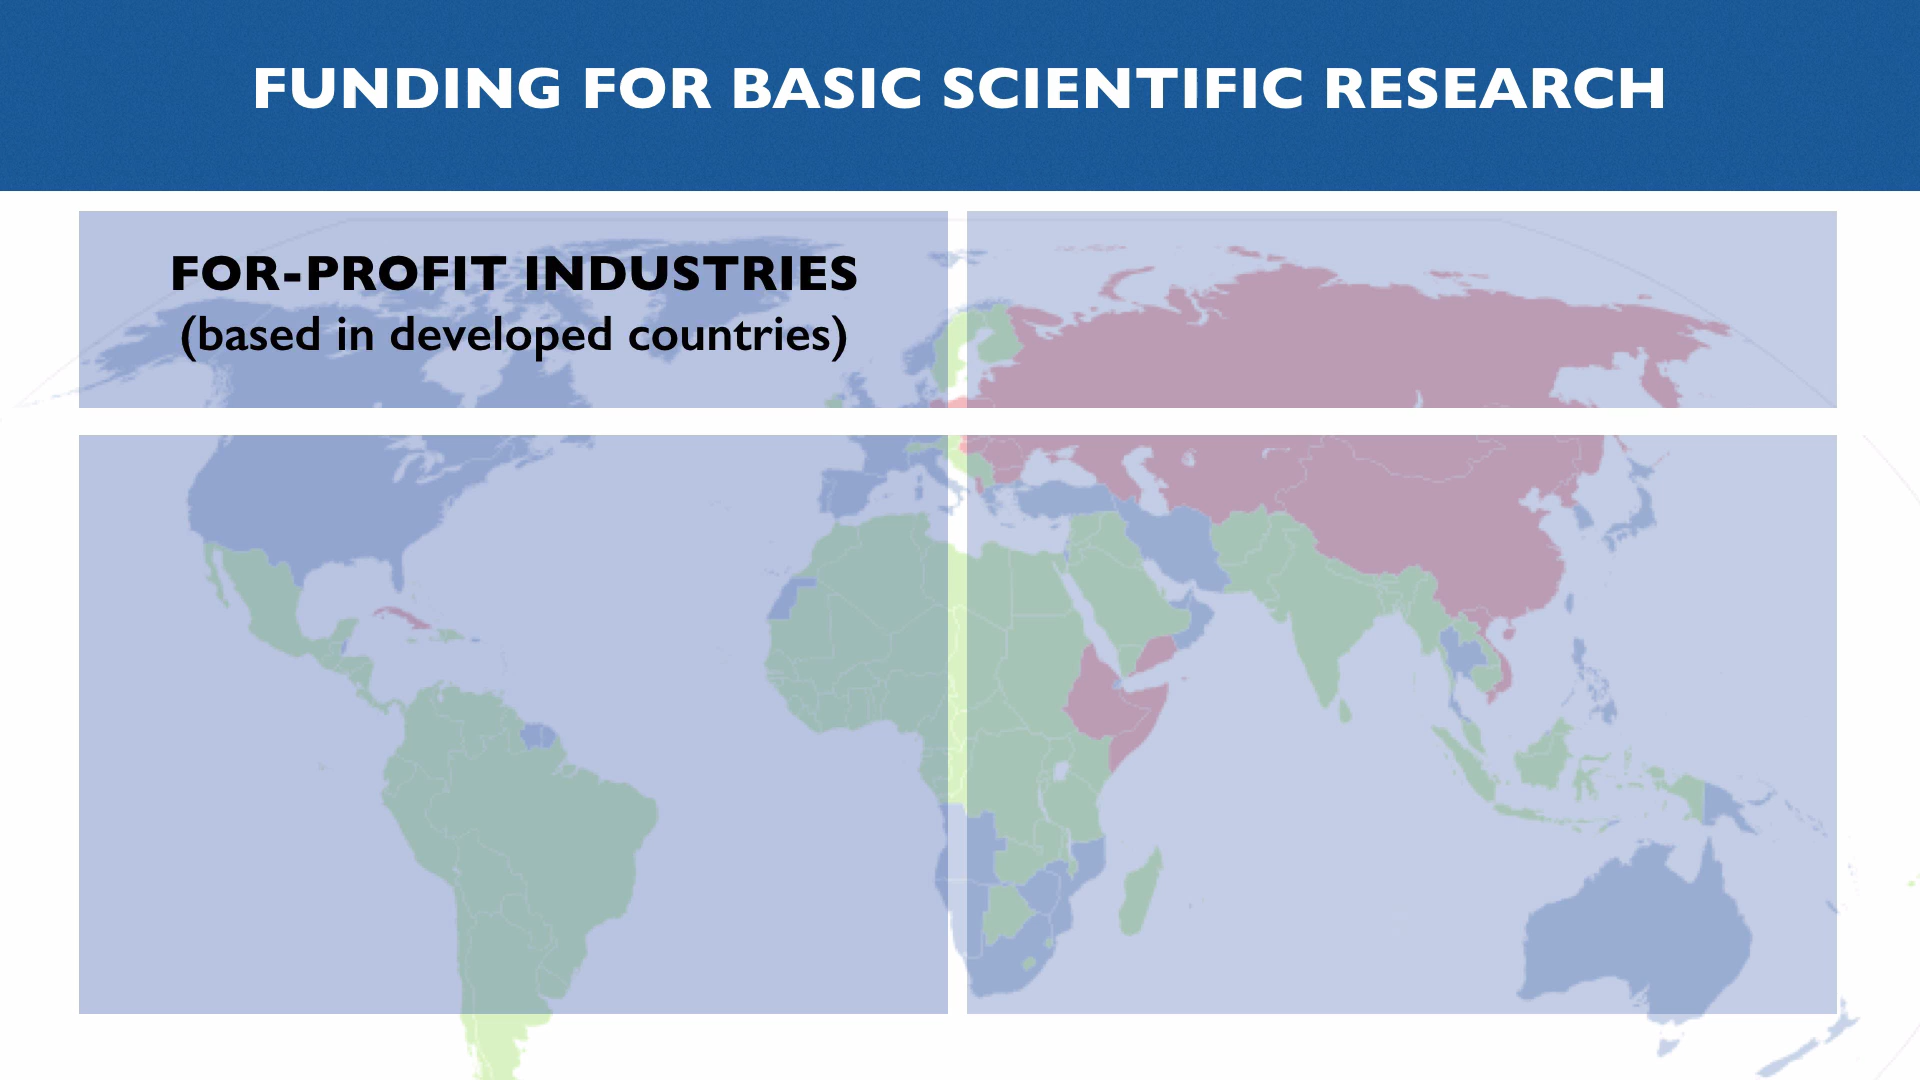 FUNDING FOR BASIC SCIENTIFIC RESEARCH
FOR-PROFIT INDUSTRIES
(based in developed countries)